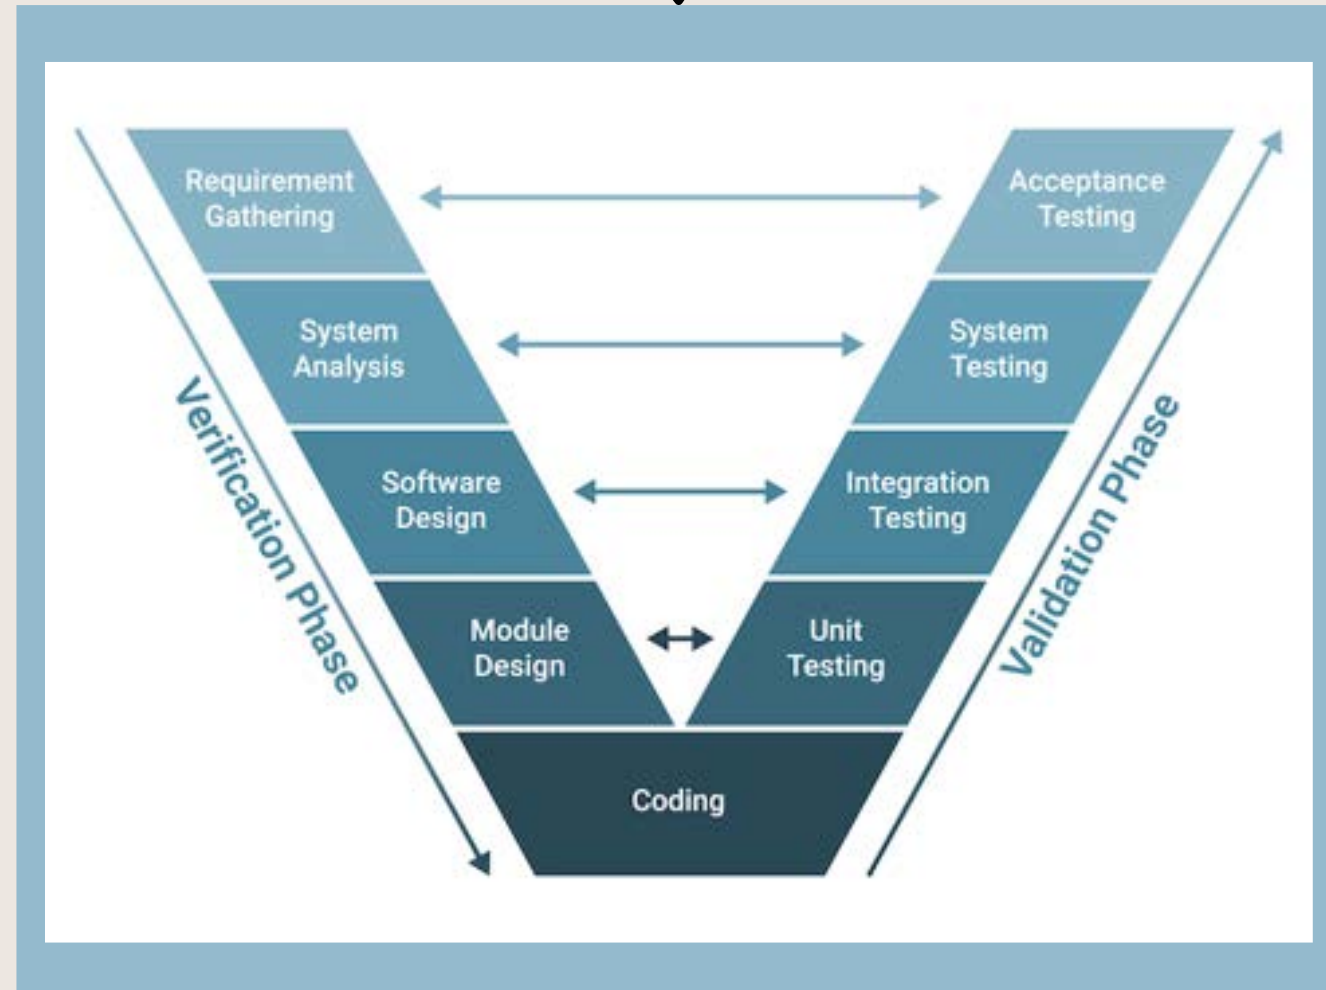 Requirement
Gathering
Acceptance
Testing
System
Analysis
System
Testing
Software
Design
Integration
Testing
Module
Design
Unit
Testing
Coding
Verification Phase
Validation Phase